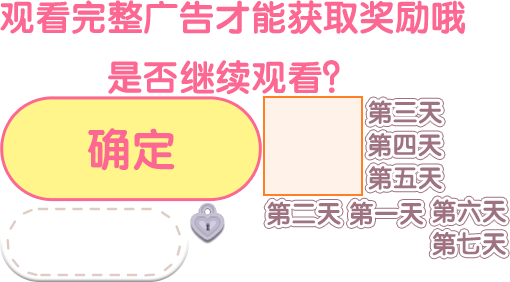 观看完整广告才能获取奖励哦
是否继续观看？
确定
第三天
第四天
第五天
第二天 第一天 第六天
第七天